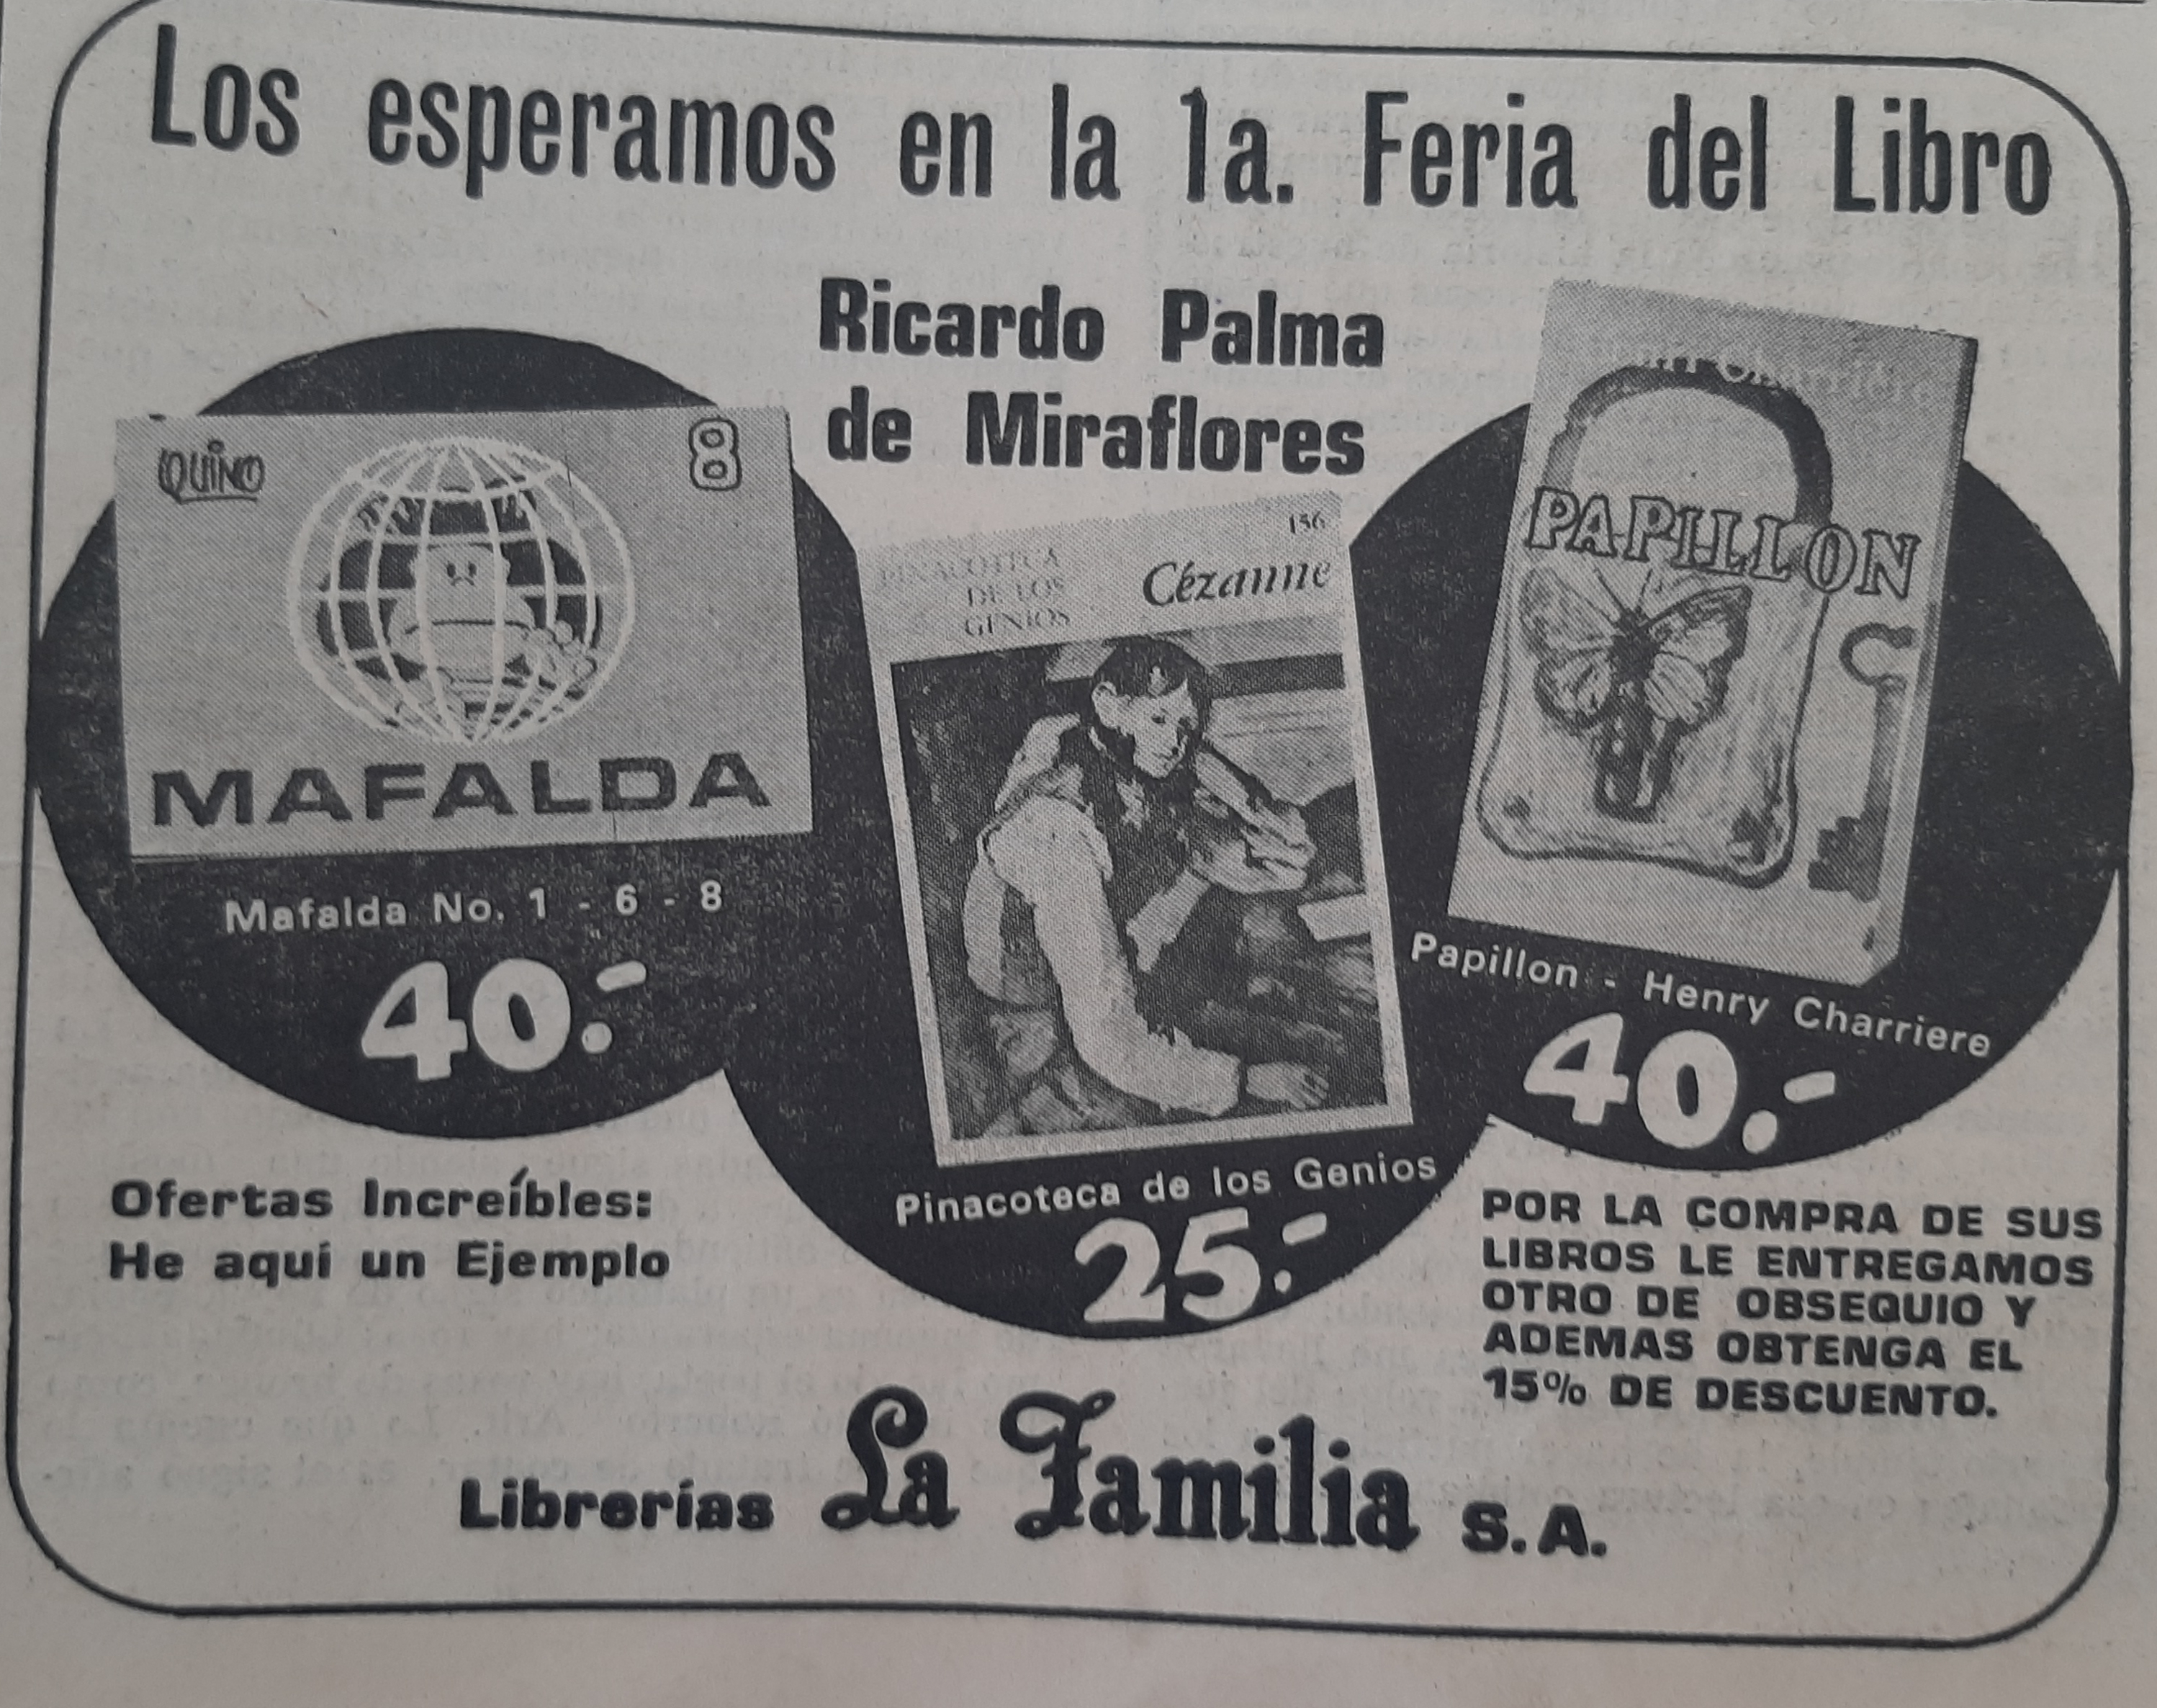 Los esperamos en la 1a. Feria del Libro
Ricardo Palma
de Miraflores
QUINO
8
MAFALDA
Mafalda No. 1 - 6 - 8
40.-
156
PINACOTECA
DE LOS
GENIOS
Cézanne
Pinacoteca de los Genios
25.-
PAPILLON
Papillon - Henry Charriere
40.-
Ofertas Increíbles:
He aquí un Ejemplo
POR LA COMPRA DE SUS
LIBROS LE ENTREGAMOS
OTRO DE OBSEQUIO Y
ADEMAS OBTENGA EL
15% DE DESCUENTO.
Librerías La Familia S.A.